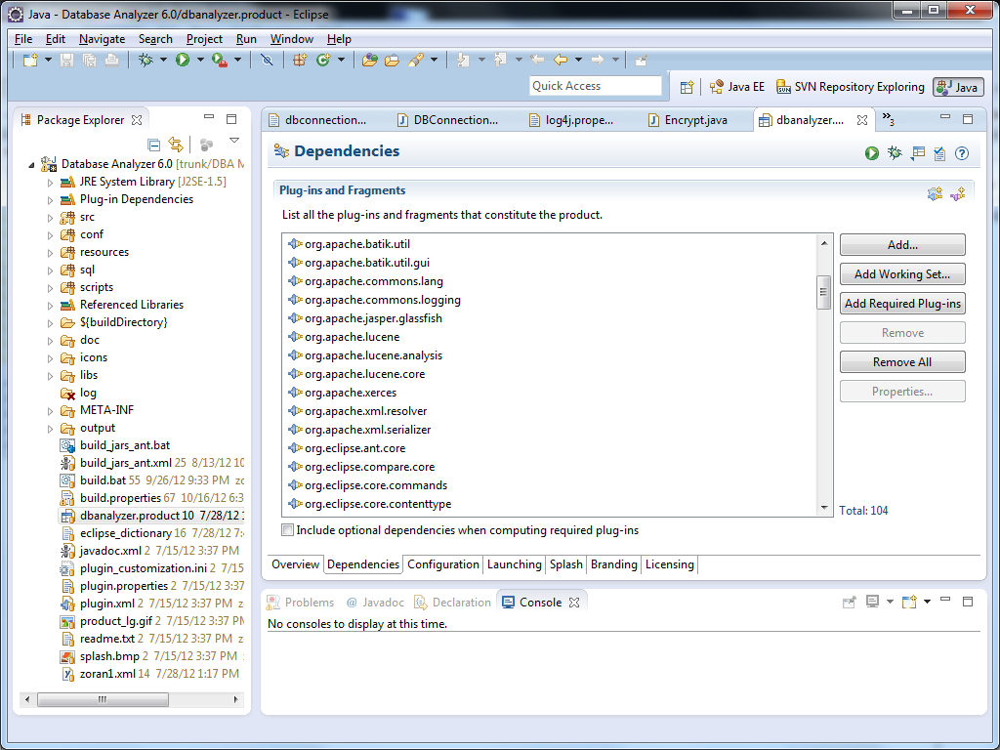 Java - Database Analyzer 6.0/dbanalyzer.product - Eclipse
File Edit Navigate Search Project Run Window Help
Quick Access
Java EE SVN Repository Exploring Java
Package Explorer
Database Analyzer 6.0 [trunk/DBA
JRE System Library [J2SE-1.5]
Plug-in Dependencies
src
conf
resources
sql
scripts
Referenced Libraries
${buildDirectory}
doc
icons
libs
log
META-INF
output
build_jars_ant.bat
build_jars_ant.xml 25 8/13/12 10
build.bat 55 9/26/12 9:33 PM zo
build.properties 67 10/16/12 6:3
dbanalyzer.product 10 7/28/12 1
eclipse_dictionary 16 7/28/12 7:
javadoc.xml 2 7/15/12 3:37 PM
plugin_customization.ini 2 7/15
plugin.properties 2 7/15/12 3:37
plugin.xml 2 7/15/12 3:37 PM z
product_lg.gif 2 7/15/12 3:37 PM
readme.txt 2 7/15/12 3:37 PM z
splash.bmp 2 7/15/12 3:37 PM
zoran1.xml 14 7/28/12 1:17 PM
dbconnection... DBConnection... log4j.prope... Encrypt.java dbanalyzer.... »3
Dependencies
Plug-ins and Fragments
List all the plug-ins and fragments that constitute the product.
org.apache.batik.util
org.apache.batik.util.gui
org.apache.commons.lang
org.apache.commons.logging
org.apache.jasper.glassfish
org.apache.lucene
org.apache.lucene.analysis
org.apache.lucene.core
org.apache.xerces
org.apache.xml.resolver
org.apache.xml.serializer
org.eclipse.ant.core
org.eclipse.compare.core
org.eclipse.core.commands
org.eclipse.core.contenttype
Add...
Add Working Set...
Add Required Plug-ins
Remove
Remove All
Properties...
Total: 104
Include optional dependencies when computing required plug-ins
Overview Dependencies Configuration Launching Splash Branding Licensing
Problems @ Javadoc Declaration Console
No consoles to display at this time.